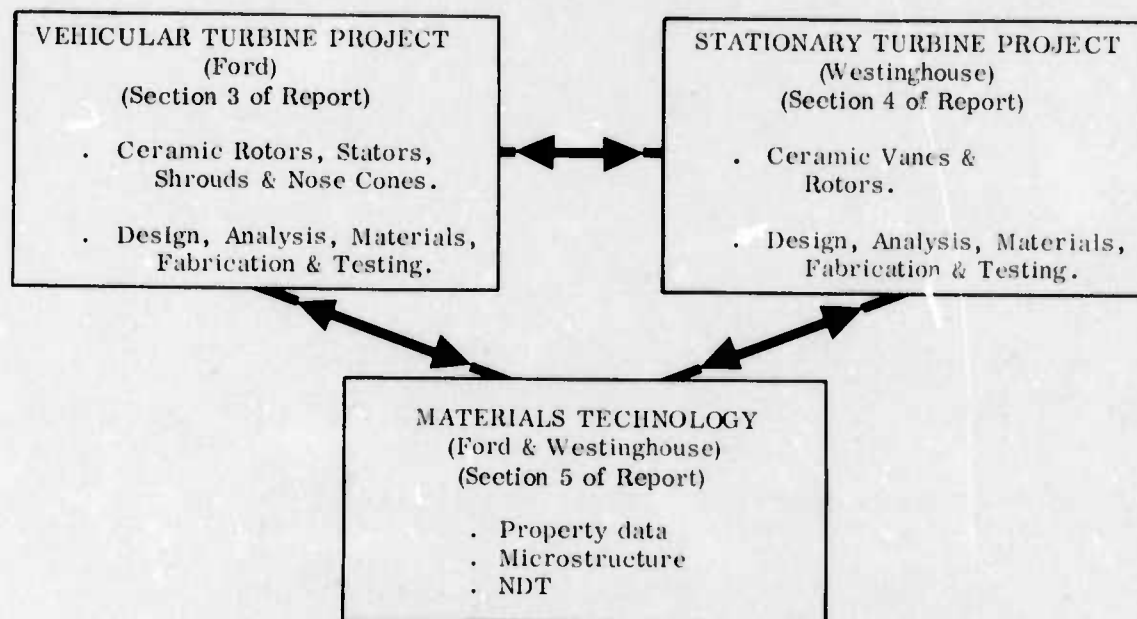 VEHICULAR TURBINE PROJECT
(Ford)
(Section 3 of Report)
. Ceramic Rotors, Stators,
Shrouds & Nose Cones.
. Design, Analysis, Materials,
Fabrication & Testing.
STATIONARY TURBINE PROJECT
(Westinghouse)
(Section 4 of Report)
. Ceramic Vanes &
Rotors.
. Design, Analysis, Materials,
Fabrication & Testing.
MATERIALS TECHNOLOGY
(Ford & Westinghouse)
(Section 5 of Report)
. Property data
. Microstructure
. NDT